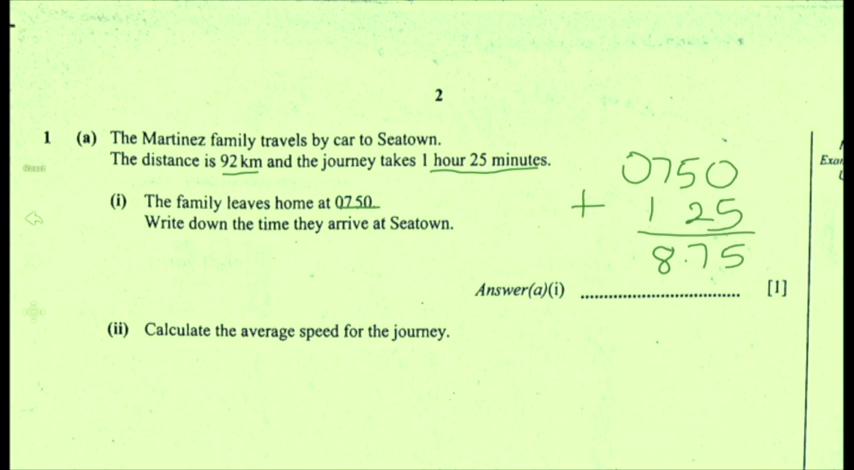 2
1 (a) The Martinez family travels by car to Seatown.
The distance is 92 km and the journey takes 1 hour 25 minutes.
(i) The family leaves home at 0750.
Write down the time they arrive at Seatown.
0750
+ 1 25
8.75
Answer(a)(i) ........................................ [1]
(ii) Calculate the average speed for the journey.